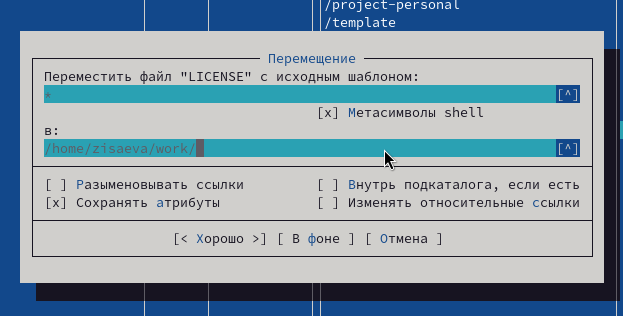 /project-personal
/template
Перемещение
Переместить файл "LICENSE" с исходным шаблоном:
* [^]
[x] Метасимволы shell
в:
/home/zisaeva/work/ [^]
[ ] Разыменовывать ссылки [ ] Внутрь подкаталога, если есть
[x] Сохранять атрибуты [ ] Изменять относительные ссылки
[< Хорошо >] [ В фоне ] [ Отмена ]